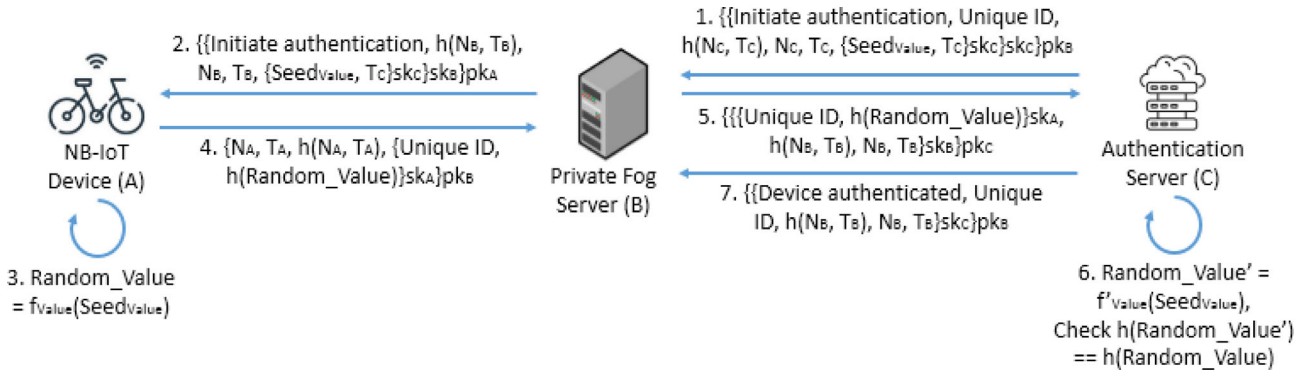 1. {{Initiate authentication, Unique ID,
h(NC, TC), NC, TC, {SeedValue, TC}skC}skC}pkB
2. {{Initiate authentication, h(NB, TB),
NB, TB, {SeedValue, TC}skC}skB}pkA
NB-IoT
Device (A)
4. {NA, TA, h(NA, TA), {Unique ID,
h(Random_Value)}skA}pkB
Private Fog
Server (B)
5. {{{Unique ID, h(Random_Value)}skA,
h(NB, TB), NB, TB}skB}pkC
Authentication
Server (C)
7. {{Device authenticated, Unique
ID, h(NB, TB), NB, TB}skC}pkB
3. Random_Value
= fValue(SeedValue)
6. Random_Value’ =
f’Value(SeedValue),
Check h(Random_Value’)
== h(Random_Value)